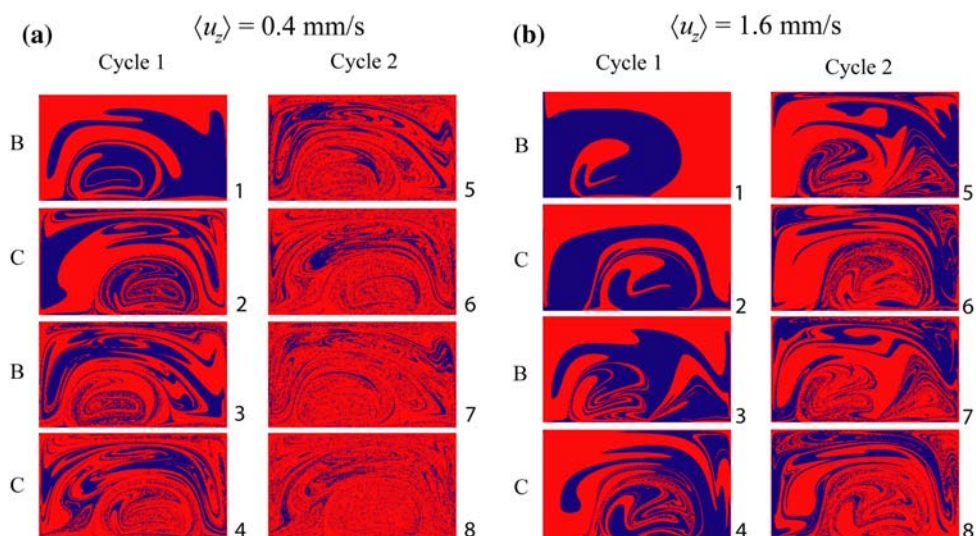 (a) ⟨u_z⟩ = 0.4 mm/s
Cycle 1 Cycle 2
B 1 5
C 2 6
B 3 7
C 4 8
(b) ⟨u_z⟩ = 1.6 mm/s
Cycle 1 Cycle 2
B 1 5
C 2 6
B 3 7
C 4 8